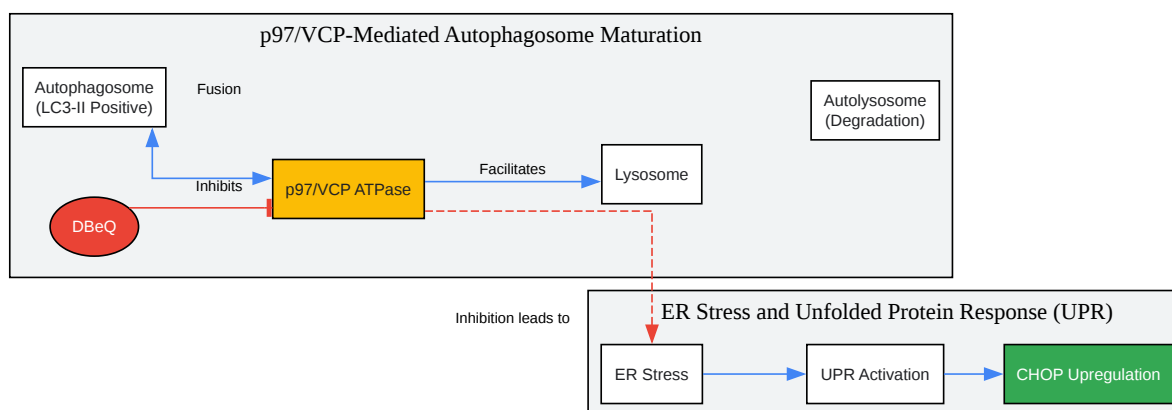 p97/VCP-Mediated Autophagosome Maturation
Autophagosome
(LC3-II Positive)
Fusion
Autolysosome
(Degradation)
Inhibits
p97/VCP ATPase
Facilitates
Lysosome
DBeQ
Inhibition leads to
ER Stress and Unfolded Protein Response (UPR)
ER Stress
UPR Activation
CHOP Upregulation